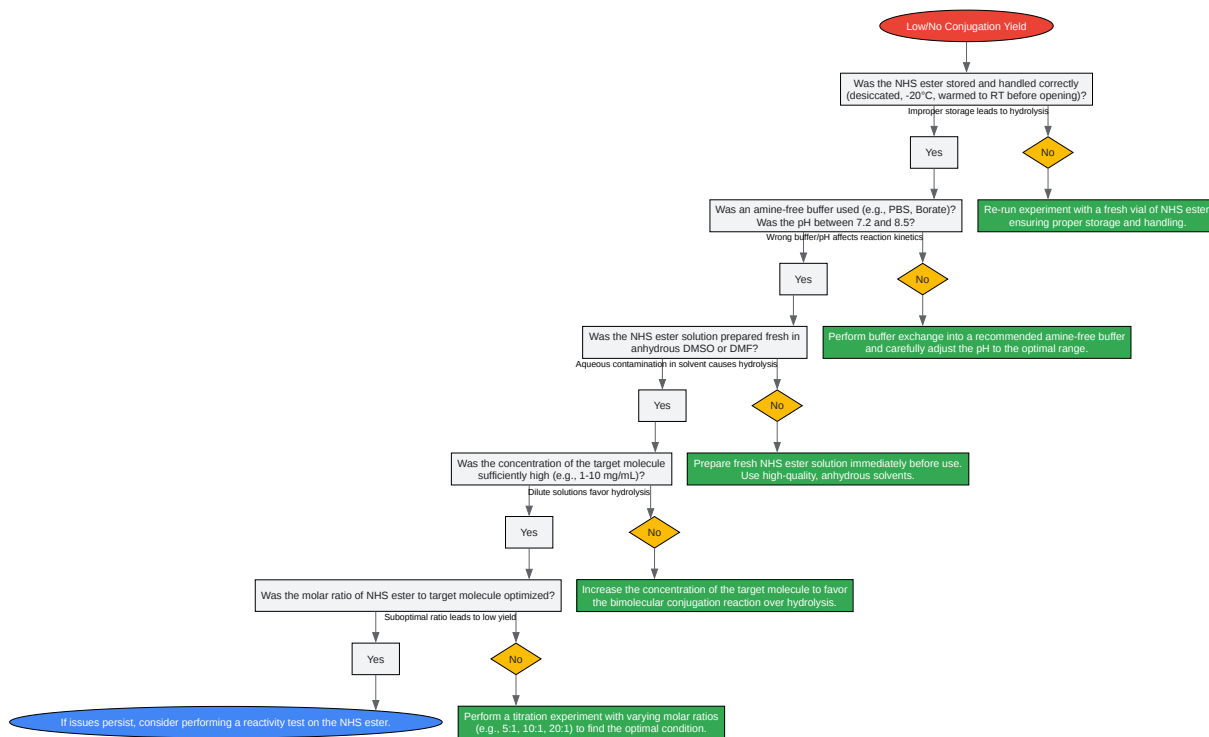 Low/No Conjugation Yield
Was the NHS ester stored and handled correctly
(desiccated, -20°C, warmed to RT before opening)?
Improper storage leads to hydrolysis
Yes
No
Was an amine-free buffer used (e.g., PBS, Borate)?
Was the pH between 7.2 and 8.5?
Re-run experiment with a fresh vial of NHS ester
ensuring proper storage and handling.
Wrong buffer/pH affects reaction kinetics
Yes
No
Was the NHS ester solution prepared fresh in
anhydrous DMSO or DMF?
Perform buffer exchange into a recommended amine-free buffer
and carefully adjust the pH to the optimal range.
Aqueous contamination in solvent causes hydrolysis
Yes
No
Was the concentration of the target molecule
sufficiently high (e.g., 1-10 mg/mL)?
Prepare fresh NHS ester solution immediately before use.
Use high-quality, anhydrous solvents.
Dilute solutions favor hydrolysis
Yes
No
Was the molar ratio of NHS ester to target molecule optimized?
Increase the concentration of the target molecule to favor
the bimolecular conjugation reaction over hydrolysis.
Suboptimal ratio leads to low yield
Yes
No
If issues persist, consider performing a reactivity test on the NHS ester.
Perform a titration experiment with varying molar ratios
(e.g., 5:1, 10:1, 20:1) to find the optimal condition.